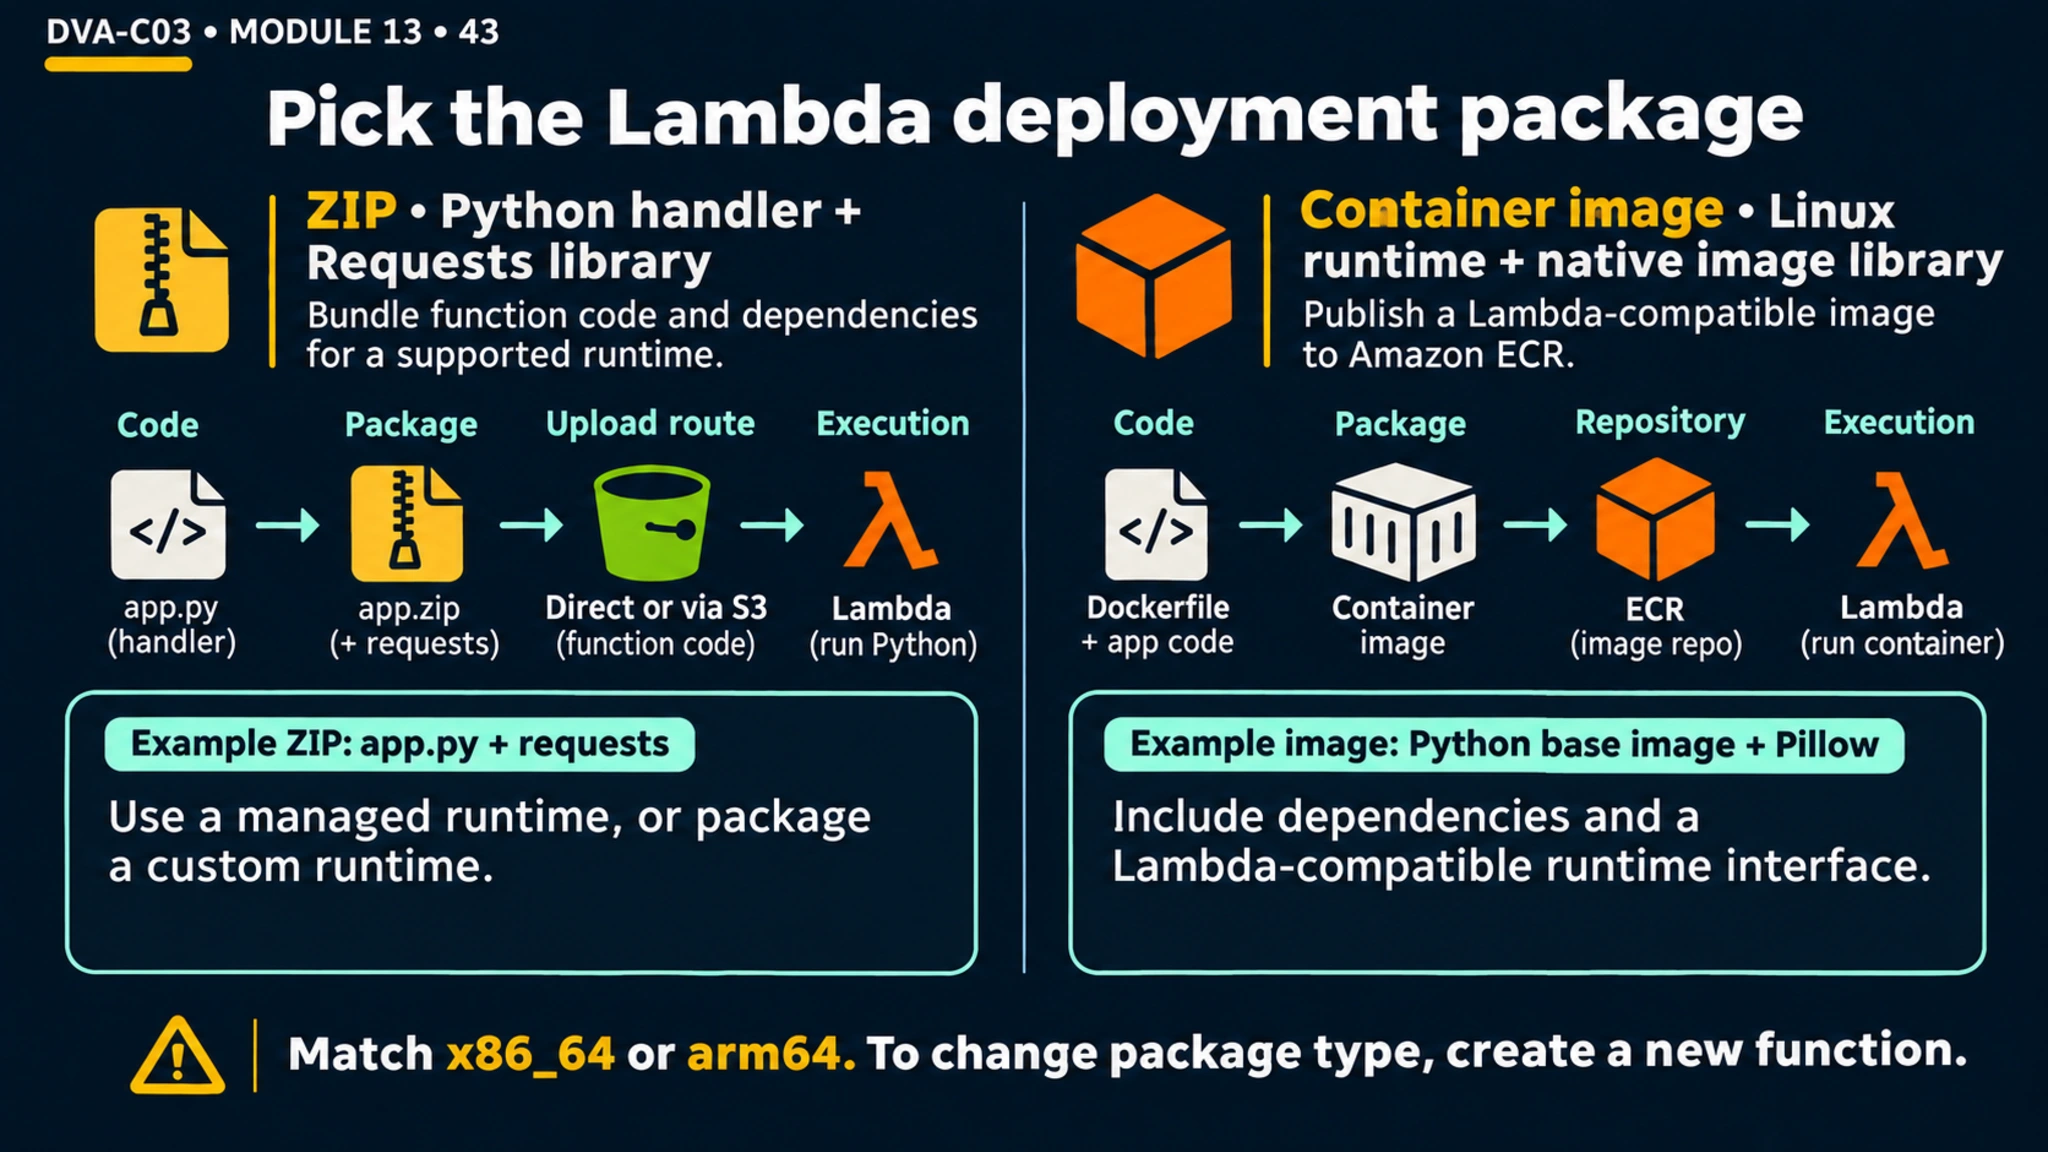 DVA-C03 • MODULE 13 • 43
Pick the Lambda deployment package
ZIP • Python handler +
Requests library
Bundle function code and dependencies
for a supported runtime.
Code
Package
Upload route
Execution
app.py
(handler)
app.zip
(+ requests)
Direct or via S3
(function code)
Lambda
(run Python)
Example ZIP: app.py + requests
Use a managed runtime, or package
a custom runtime.
Container image • Linux
runtime + native image library
Publish a Lambda-compatible image
to Amazon ECR.
Code
Package
Repository
Execution
Dockerfile
+ app code
Container
image
ECR
(image repo)
Lambda
(run container)
Example image: Python base image + Pillow
Include dependencies and a
Lambda-compatible runtime interface.
Match x86_64 or arm64. To change package type, create a new function.